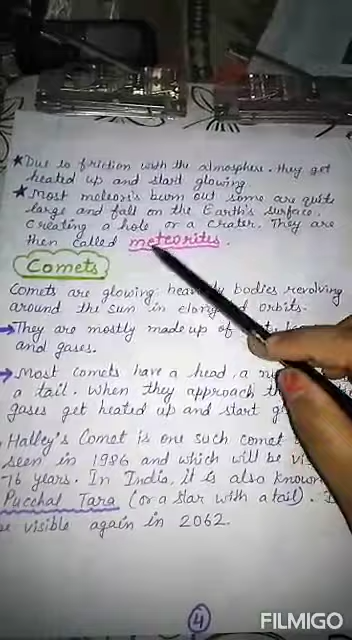 ★ Due to friction with the atmosphere. they get
heated up and start glowing
★ Most meteors burn out some are quite
large and fall on the Earth's surface.
creating a hole or a crater. They are
then called meteorites.
Comets
Comets are glowing heavenly bodies revolving
around the sun in orbits.
→ They are mostly made up of
and gases.
→ Most comets have a head, a
a tail. When they approach
gases get heated up and start
Halley's Comet is one such comet
seen in 1986 and which will be
76 years. In India, it is also known
Pucchal Tara (or a star with a tail).
visible again in 2062.
4
FILMIGO